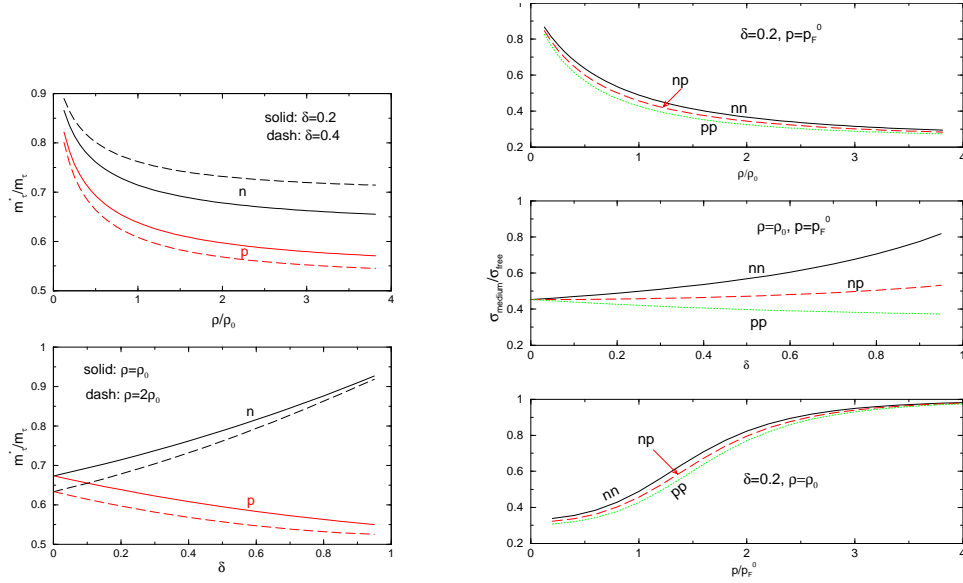 0.9
0.8
0.7
0.6
0.5
m*τ/mτ
solid: δ=0.2
dash: δ=0.4
n
p
0 1 2 3 4
ρ/ρ0
1
0.9
0.8
0.7
0.6
0.5
m*τ/mτ
solid: ρ=ρ0
dash: ρ=2ρ0
n
p
0 0.2 0.4 0.6 0.8 1
δ
1
0.8
0.6
0.4
0.2
δ=0.2, p=pF0
np
nn
pp
0 1 2 3 4
ρ/ρ0
1
0.8
0.6
0.4
0.2
σmedium/σfree
ρ=ρ0, p=pF0
nn
np
pp
0 0.2 0.4 0.6 0.8 1
δ
1
0.8
0.6
0.4
0.2
np
nn
pp
δ=0.2, ρ=ρ0
0 1 2 3 4
p/pF0